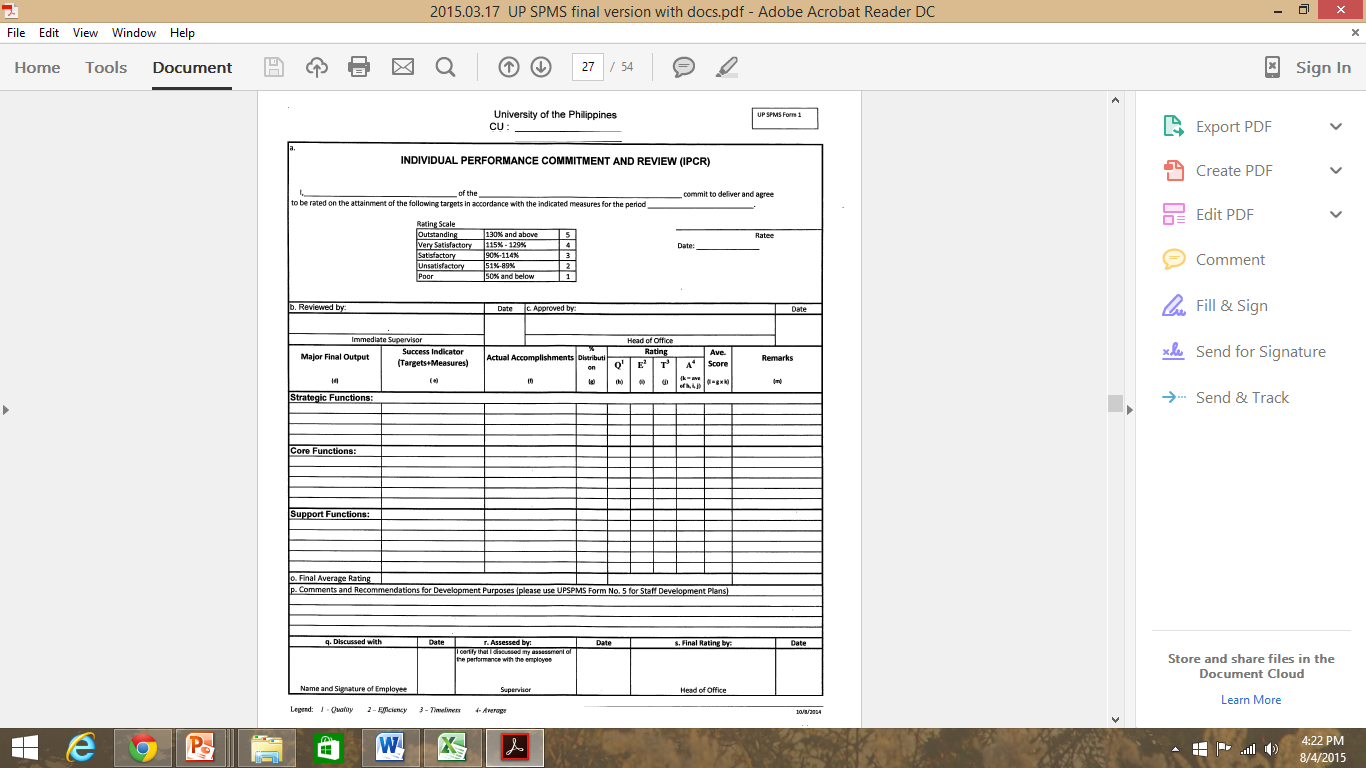 2015.03.17 UP SPMS final version with docs.pdf - Adobe Acrobat Reader DC
File Edit View Window Help
Home Tools Document 27 / 54 Sign In
University of the Philippines
CU :
UP SPMS Form 1
a.
INDIVIDUAL PERFORMANCE COMMITMENT AND REVIEW (IPCR)
I, of the commit to deliver and agree
to be rated on the attainment of the following targets in accordance with the indicated measures for the period .
Rating Scale
Outstanding 130% and above 5
Very Satisfactory 115% - 129% 4
Satisfactory 90%-114% 3
Unsatisfactory 51%-89% 2
Poor 50% and below 1
Ratee
Date:
b. Reviewed by: Date c. Approved by: Date
Immediate Supervisor Head of Office
Major Final Output
(d)
Success Indicator
(Targets+Measures)
(e)
Actual Accomplishments
(f)
%
Distributi
on
(g)
Rating
Q1 E2 T3 A4
(h) (i) (j) (k = ave
of h, i, j)
Ave.
Score
(l = g x k)
Remarks
(m)
Strategic Functions:
Core Functions:
Support Functions:
o. Final Average Rating
p. Comments and Recommendations for Development Purposes (please use UPSPMS Form No. 5 for Staff Development Plans)
q. Discussed with Date r. Assessed by: Date s. Final Rating by: Date
I certify that I discussed my assessment of
the performance with the employee
Name and Signature of Employee Supervisor Head of Office
Legend: 1 - Quality 2 - Efficiency 3 - Timeliness 4- Average
10/8/2014
Export PDF
Create PDF
Edit PDF
Comment
Fill & Sign
Send for Signature
Send & Track
Store and share files in the
Document Cloud
Learn More
4:22 PM
8/4/2015